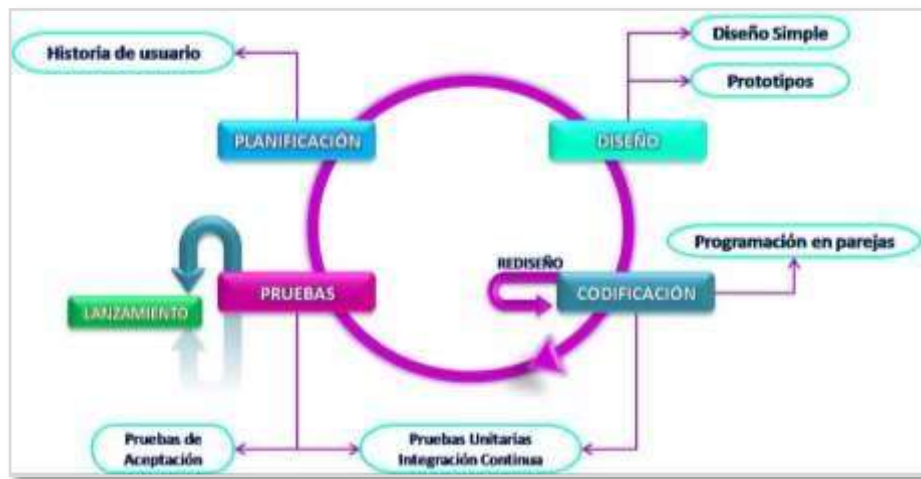 Historia de usuario
Diseño Simple
Prototipos
PLANIFICACIÓN
DISEÑO
Programación en parejas
REDISEÑO
PRUEBAS
CODIFICACIÓN
LANZAMIENTO
Pruebas de
Aceptación
Pruebas Unitarias
Integración Continua